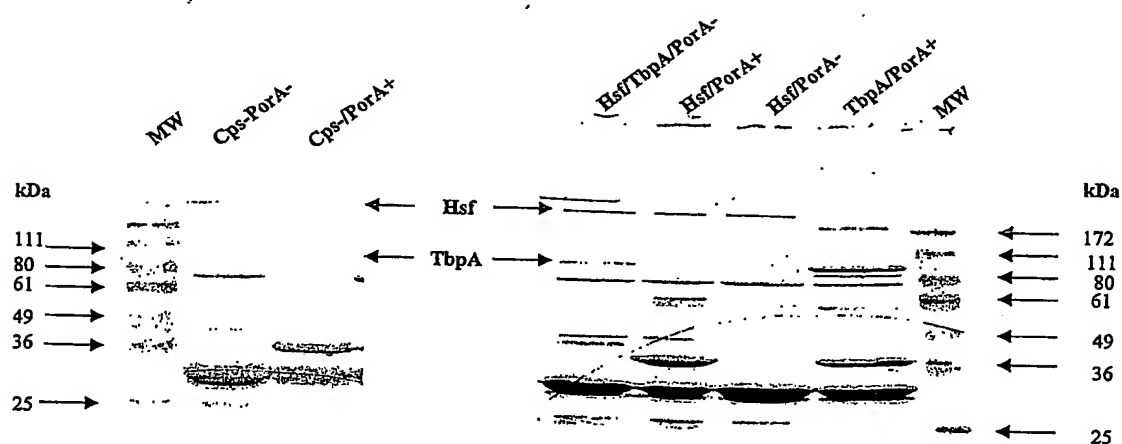 MW
Cps-PorA-
Cps-/PorA+
Hsf/TbpA/PorA-
Hsf/PorA+
Hsf/PorA-
TbpA/PorA+
MW
kDa
111
80
61
49
36
25
Hsf
TbpA
kDa
172
111
80
61
49
36
25